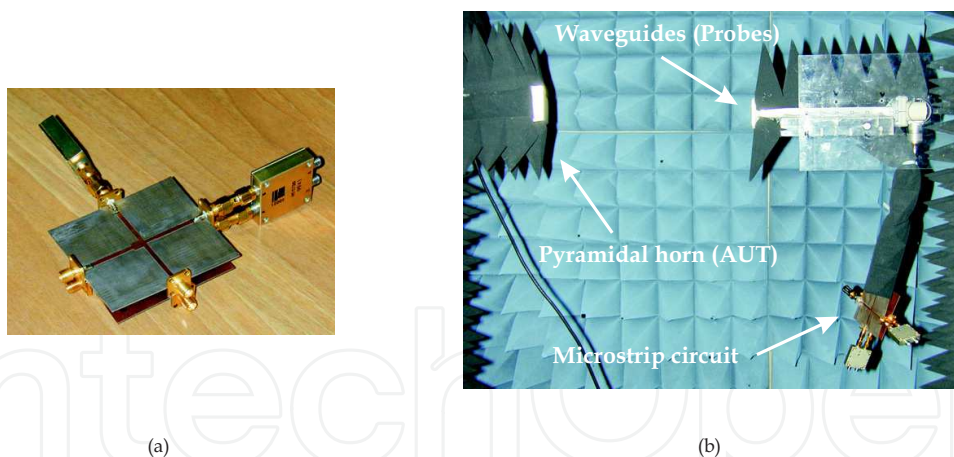 Waveguides (Probes)
Pyramidal horn (AUT)
Microstrip circuit
(a)
(b)